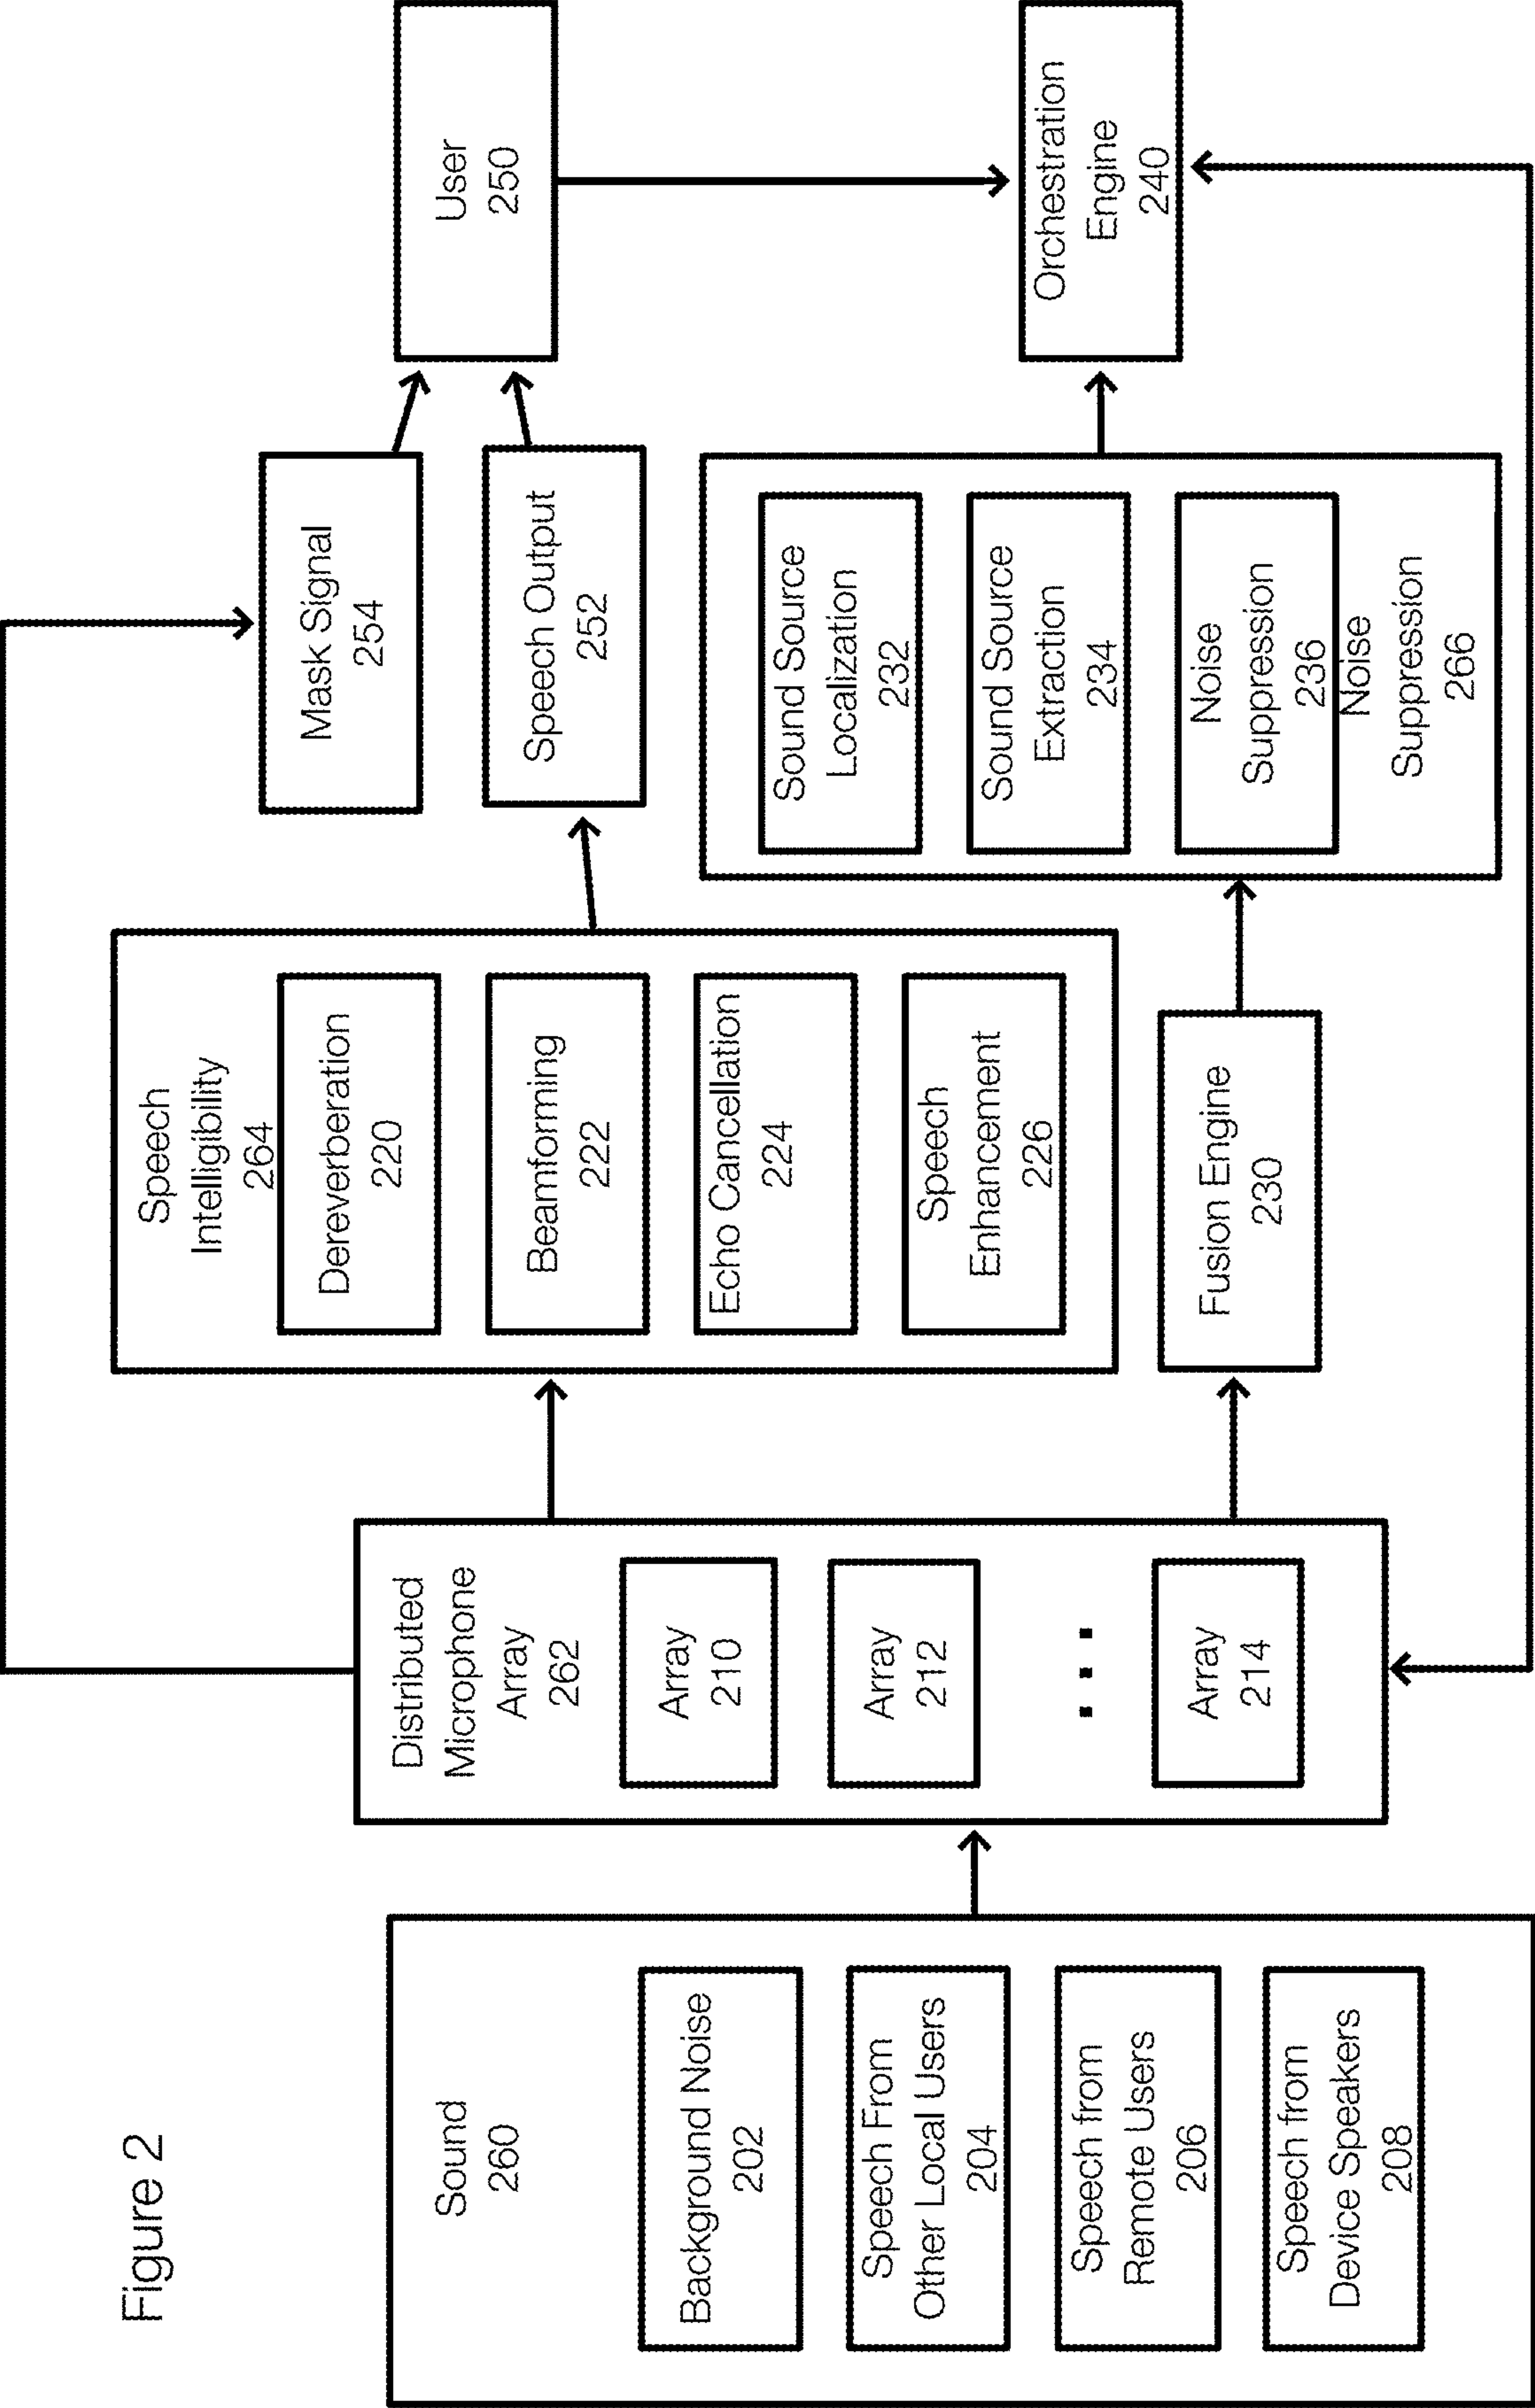 Figure 2
Sound
260
Background Noise
202
Speech From
Other Local Users
204
Speech from
Remote Users
206
Speech from
Device Speakers
208
Distributed
Microphone
Array
262
Array
210
Array
212
...
Array
214
Speech
Intelligibility
264
Dereverberation
220
Beamforming
222
Echo Cancellation
224
Speech
Enhancement
226
Fusion Engine
230
Mask Signal
254
Speech Output
252
Sound Source
Localization
232
Sound Source
Extraction
234
Noise
Suppression
236
Noise
Suppression
266
User
250
Orchestration
Engine
240